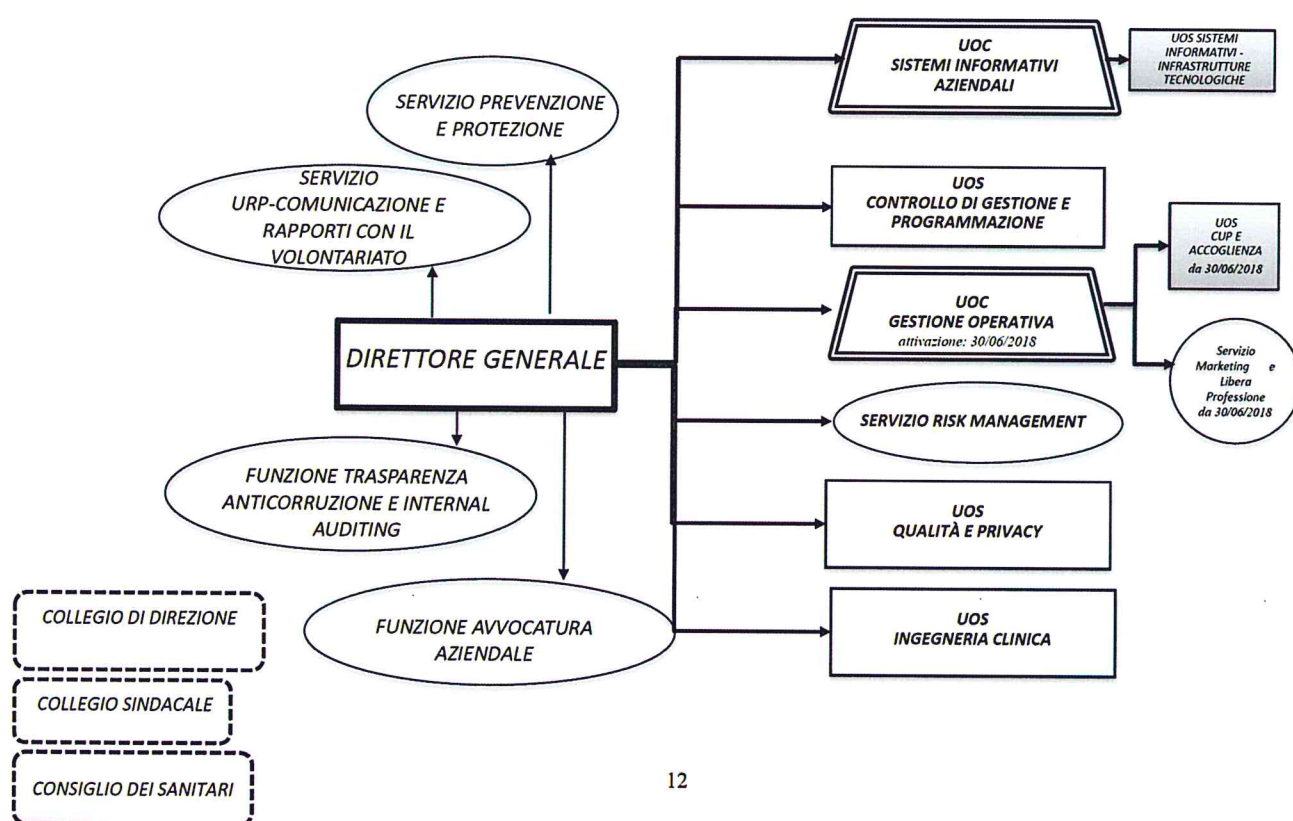 UOC
SISTEMI INFORMATIVI
AZIENDALI
UOS SISTEMI
INFORMATIVI -
INFRASTRUTTURE
TECNOLOGICHE
SERVIZIO PREVENZIONE
E PROTEZIONE
SERVIZIO
URP-COMUNICAZIONE E
RAPPORTI CON IL
VOLONTARIATO
UOS
CONTROLLO DI GESTIONE E
PROGRAMMAZIONE
UOS
CUP E
ACCOGLIENZA
da 30/06/2018
UOC
GESTIONE OPERATIVA
attivazione: 30/06/2018
DIRETTORE GENERALE
Servizio
Marketing e
Libera
Professione
da 30/06/2018
SERVIZIO RISK MANAGEMENT
FUNZIONE TRASPARENZA
ANTICORRUZIONE E INTERNAL
AUDITING
UOS
QUALITÀ E PRIVACY
FUNZIONE AVVOCATURA
AZIENDALE
UOS
INGEGNERIA CLINICA
COLLEGIO DI DIREZIONE
COLLEGIO SINDACALE
CONSIGLIO DEI SANITARI
12